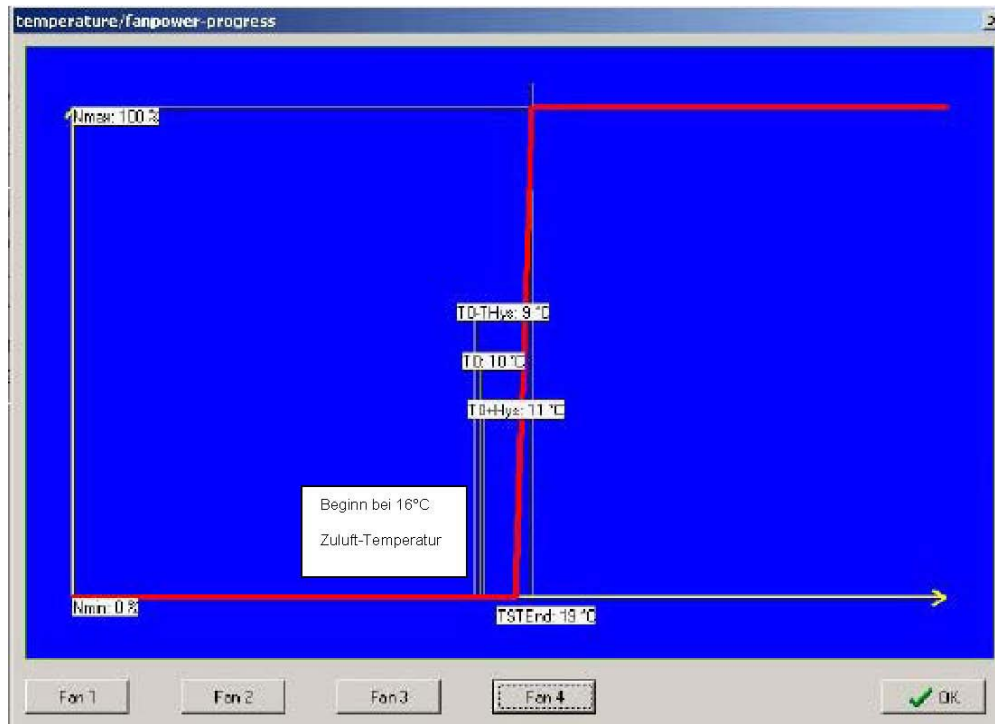 temperature/fanpower-progress
Nmax: 100 %
T0-THys: 9 °C
T0: 10 °C
T0+Hys: 11 °C
Beginn bei 16°C
Zuluft-Temperatur
Nmin: 0 %
TSTEnd: 19 °C
Fan 1
Fan 2
Fan 3
Fan 4
OK